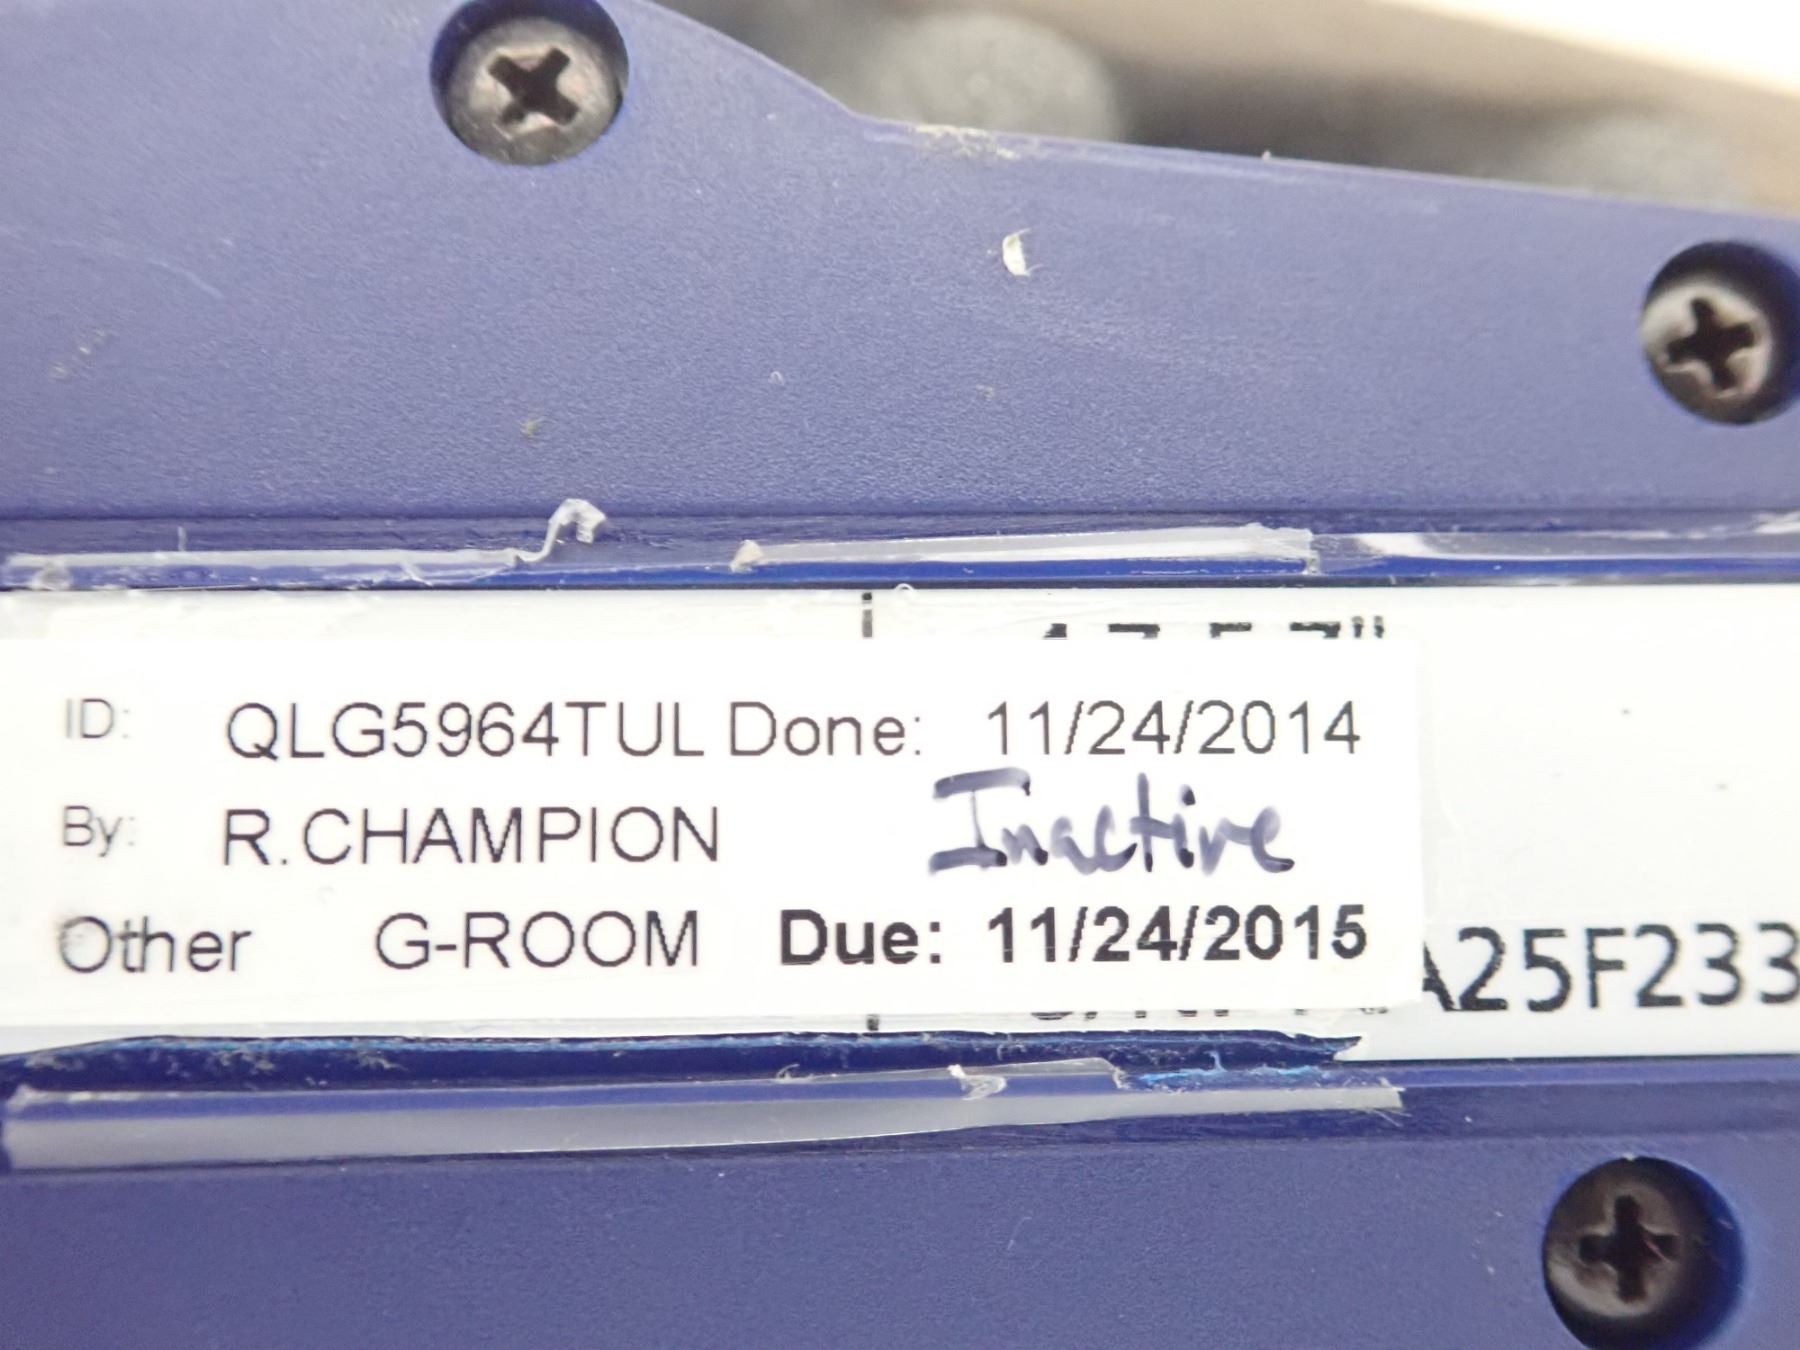 ID: QLG5964TUL Done: 11/24/2014
By: R.CHAMPION Inactive
Other G-ROOM Due: 11/24/2015
A25F233